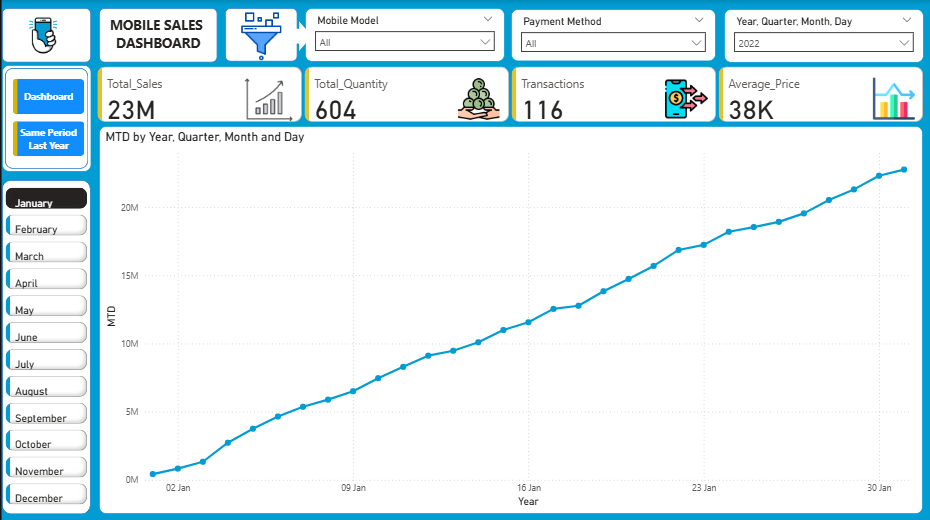 MOBILE SALES
DASHBOARD
Mobile Model
All
Payment Method
All
Year, Quarter, Month, Day
2022
Dashboard
Same Period
Last Year
Total_Sales
23M
Total_Quantity
604
Transactions
116
Average_Price
38K
January
February
March
April
May
June
July
August
September
October
November
December
MTD by Year, Quarter, Month and Day
MTD
20M
15M
10M
5M
0M
02 Jan
09 Jan
16 Jan
23 Jan
30 Jan
Year